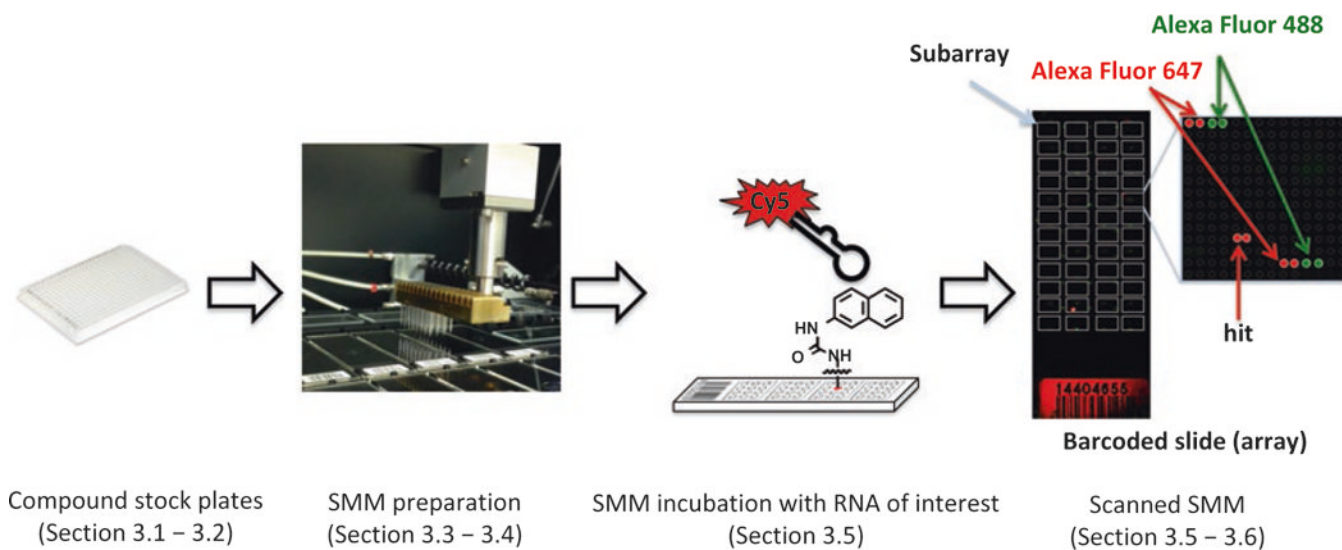 Alexa Fluor 488
Subarray
Alexa Fluor 647
Cy5
HN
O
NH
hit
14404655
Barcoded slide (array)
Compound stock plates
(Section 3.1 – 3.2)
SMM preparation
(Section 3.3 – 3.4)
SMM incubation with RNA of interest
(Section 3.5)
Scanned SMM
(Section 3.5 – 3.6)